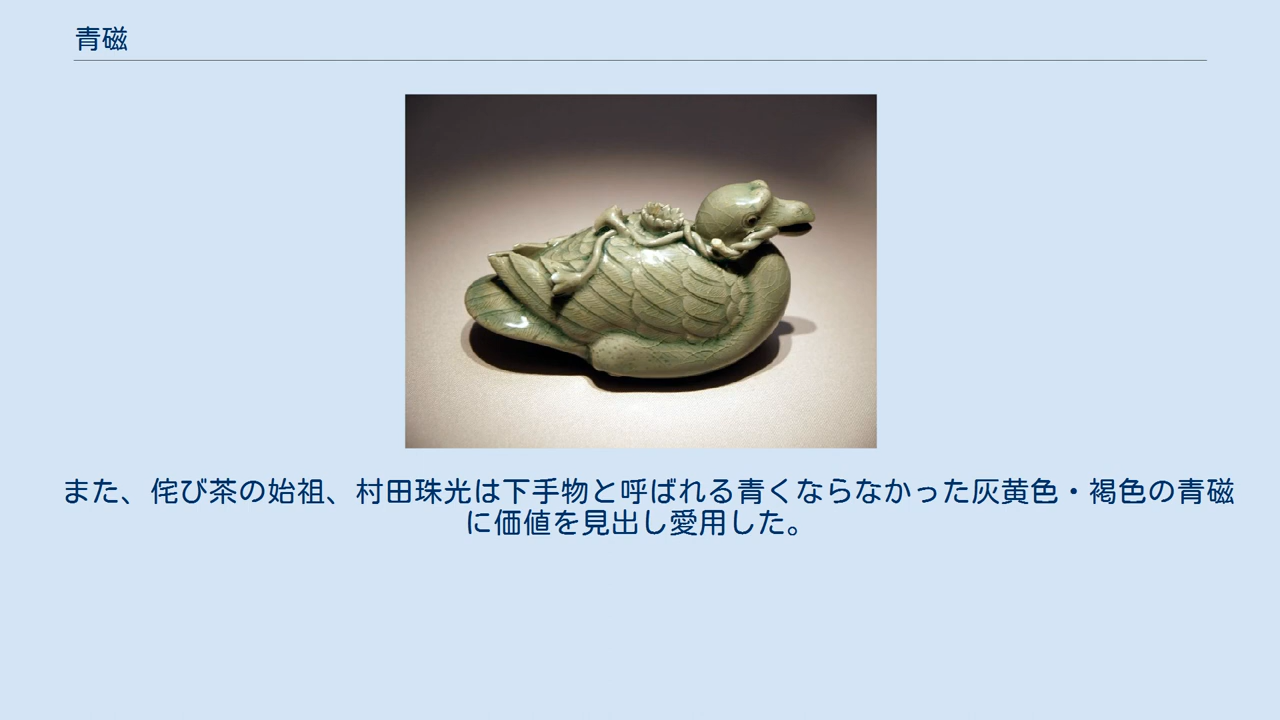 青磁
また、侘び茶の始祖、村田珠光は下手物と呼ばれる青くならなかった灰黄色・褐色の青磁
に価値を見出し愛用した。